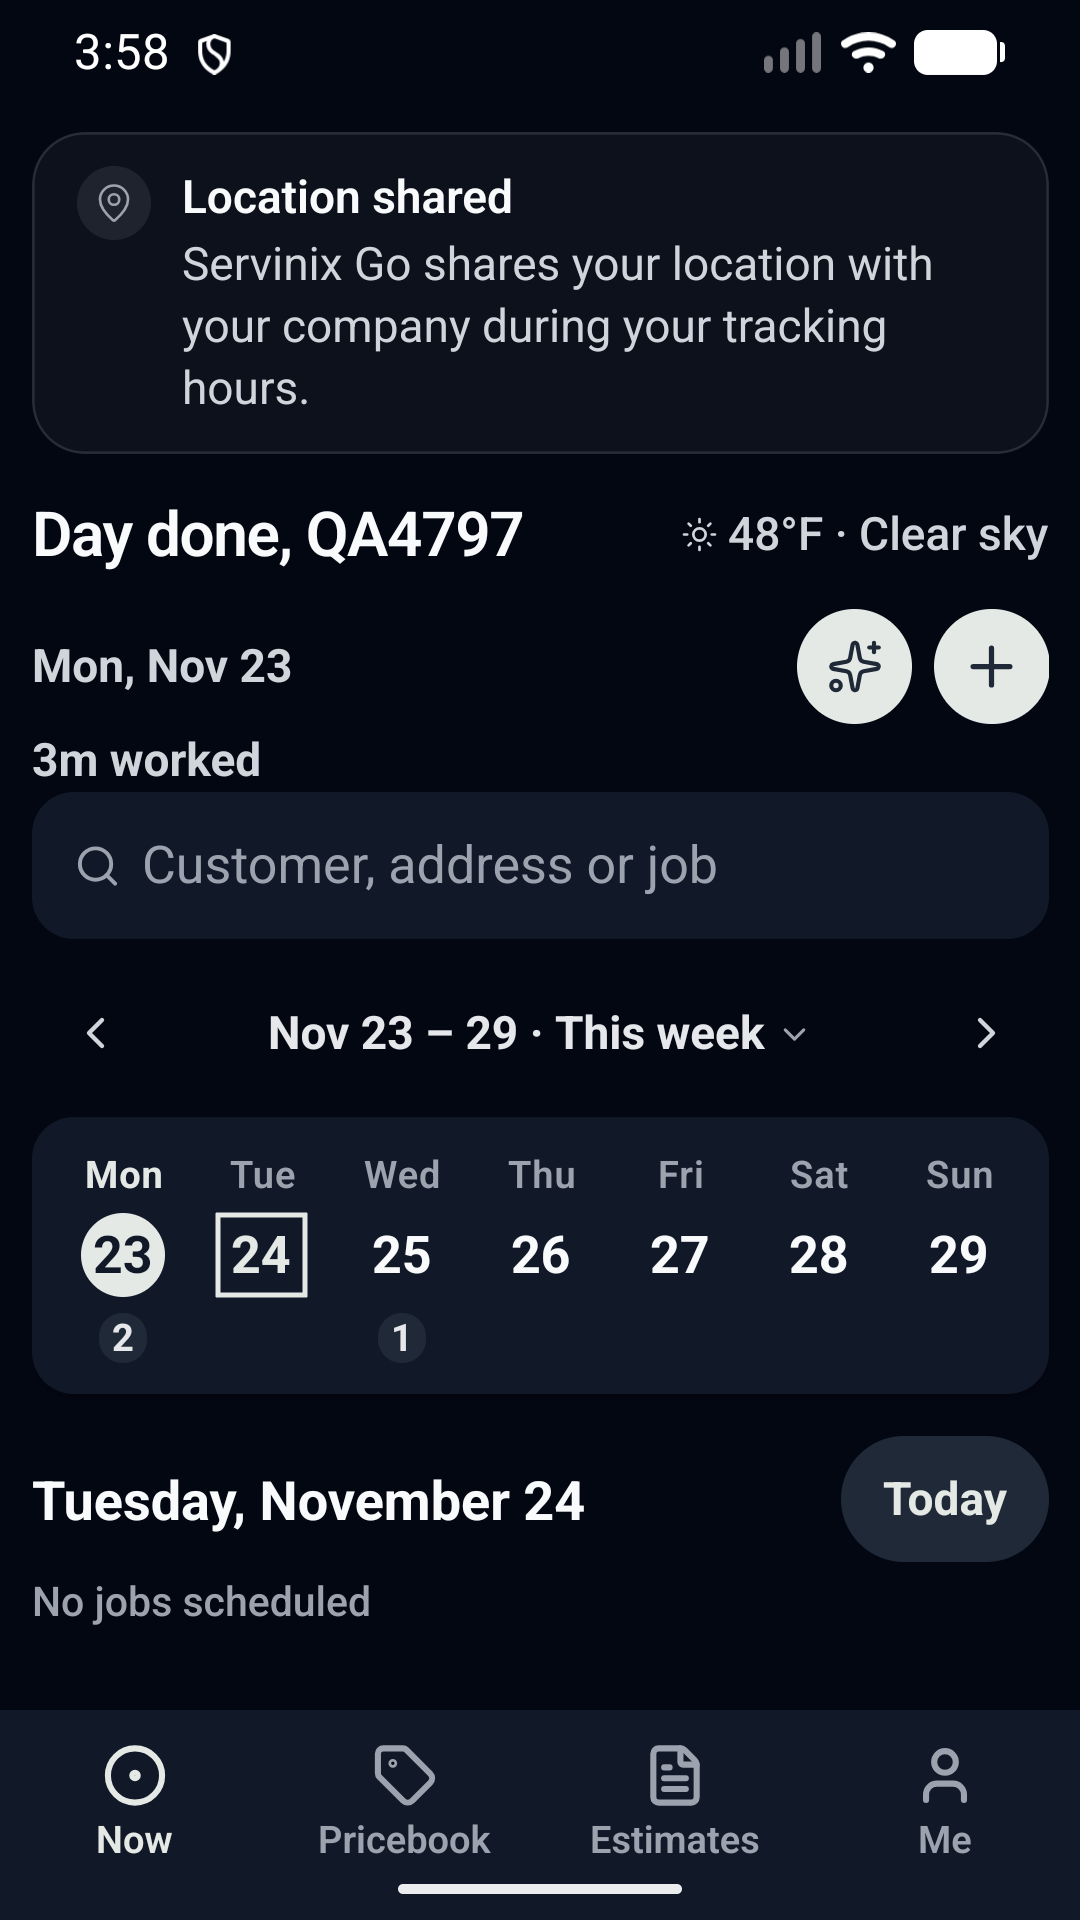 3:58
Location shared
Servinix Go shares your location with
your company during your tracking
hours.
Day done, QA4797
48°F · Clear sky
Mon, Nov 23
3m worked
Customer, address or job
Nov 23 – 29 · This week
Mon Tue Wed Thu Fri Sat Sun
23 24 25 26 27 28 29
2 1
Tuesday, November 24
Today
No jobs scheduled
Now Pricebook Estimates Me